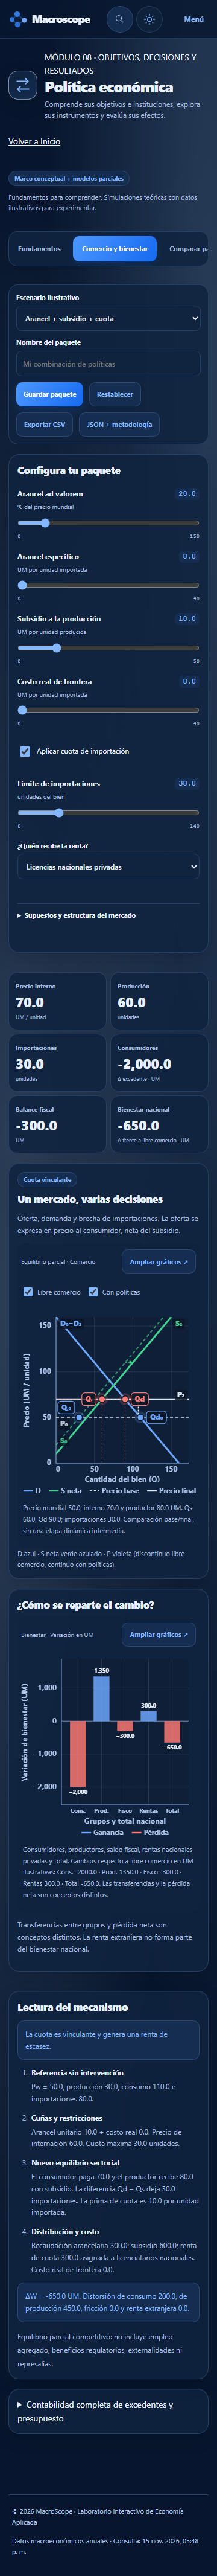 Macroscope
Menú
MÓDULO 08 · OBJETIVOS, DECISIONES Y
RESULTADOS
Política económica
Comprende sus objetivos e instituciones, explora
sus instrumentos y evalúa sus efectos.
Volver a Inicio
Marco conceptual + modelos parciales
Fundamentos para comprender. Simulaciones teóricas con datos
ilustrativos para experimentar.
Fundamentos
Comercio y bienestar
Comparar pa
Escenario ilustrativo
Arancel + subsidio + cuota
Nombre del paquete
Mi combinación de políticas
Guardar paquete
Restablecer
Exportar CSV
JSON + metodología
Configura tu paquete
Arancel ad valorem
20.0
% del precio mundial
0
150
Arancel específico
0.0
UM por unidad importada
0
40
Subsidio a la producción
10.0
UM por unidad producida
0
50
Costo real de frontera
0.0
UM por unidad importada
0
40
Aplicar cuota de importación
Límite de importaciones
30.0
unidades del bien
0
140
¿Quién recibe la renta?
Licencias nacionales privadas
Supuestos y estructura del mercado
Precio interno
70.0
UM / unidad
Producción
60.0
unidades
Importaciones
30.0
unidades
Consumidores
-2,000.0
Δ excedente · UM
Balance fiscal
-300.0
UM
Bienestar nacional
-650.0
Δ frente a libre comercio · UM
Cuota vinculante
Un mercado, varias decisiones
Oferta, demanda y brecha de importaciones. La oferta se
expresa en precio al consumidor, neta del subsidio.
Equilibrio parcial · Comercio
Ampliar gráficos ↗
Libre comercio
Con políticas
Precio (UM / unidad)
150
100
50
0
D₀=D₂
S₂
P₂
Qₛ
Qd
Qₛ₀
Qd₀
P₀
S₀
0
50
100
150
Cantidad del bien (Q)
D
S neta
Precio base
Precio final
Precio mundial 50.0, interno 70.0 y productor 80.0 UM. Qs
60.0, Qd 90.0; importaciones 30.0. Comparación base/final,
sin una etapa dinámica intermedia.
D azul · S neta verde azulado · P violeta (discontinuo libre
comercio, continuo con políticas).
¿Cómo se reparte el cambio?
Bienestar · Variación en UM
Ampliar gráficos ↗
Variación de bienestar (UM)
1,000
0
−1,000
−2,000
−2,000
1,350
−300.0
300.0
−650.0
Cons.
Prod.
Fisco
Rentas
Total
Grupos y total nacional
Ganancia
Pérdida
Consumidores, productores, fisco, rentas nacionales
privadas y total. Cambios respecto a libre comercio en UM
ilustrativas: Cons. -2000.0 · Prod. 1350.0 · Fisco -300.0 ·
Rentas 300.0 · Total -650.0. Las transferencias y la pérdida
neta son conceptos distintos.
Transferencias entre grupos y pérdida neta son
conceptos distintos. La renta extranjera no forma parte
del bienestar nacional.
Lectura del mecanismo
La cuota es vinculante y genera una renta de
escasez.
1. Referencia sin intervención
Pw = 50.0, producción 30.0, consumo 110.0 e
importaciones 80.0.
2. Cuñas y restricciones
Arancel unitario 10.0 + costo real 0.0. Precio de
internación 60.0. Cuota máxima 30.0 unidades.
3. Nuevo equilibrio sectorial
El consumidor paga 70.0 y el productor recibe 80.0
con subsidio. La diferencia Qd − Qs deja 30.0
importaciones. La prima de cuota es 10.0 por unidad
importada.
4. Distribución y costo
Recaudación arancelaria 300.0; subsidio 600.0; renta
de cuota 300.0 asignada a licenciatarios nacionales.
Costo real de frontera 0.0.
ΔW = -650.0 UM. Distorsión de consumo 200.0, de
producción 450.0, fricción 0.0 y renta extranjera 0.0.
Equilibrio parcial competitivo: no incluye empleo
agregado, beneficios regulatorios, externalidades ni
represalias.
Contabilidad completa de excedentes y
presupuesto
© 2026 MacroScope · Laboratorio Interactivo de Economía
Aplicada
Datos macroeconómicos anuales · Consulta: 15 nov. 2026, 05:48
p. m.